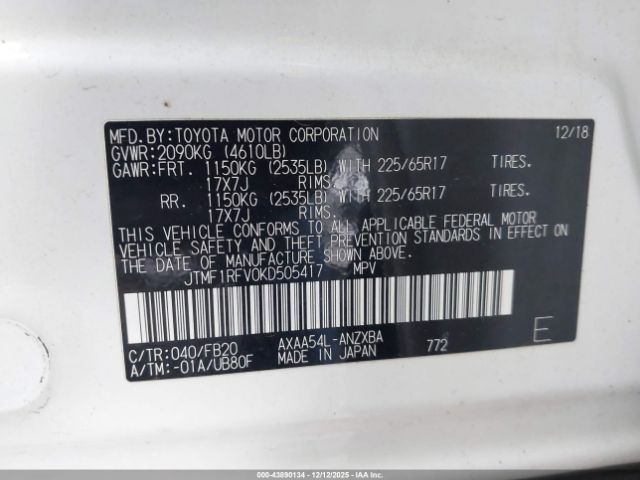 MFD.BY:TOYOTA MOTOR CORPORATION 12/18
GVWR:2090KG (4610LB)
GAWR:FRT. 1150KG (2535LB) WITH 225/65R17 TIRES.
17X7J RIMS.
RR. 1150KG (2535LB) WITH 225/65R17 TIRES.
17X7J RIMS.
THIS VEHICLE CONFORMS TO ALL APPLICABLE FEDERAL MOTOR
VEHICLE SAFETY AND THEFT PREVENTION STANDARDS IN EFFECT ON
THE DATE OF MANUFACTURE SHOWN ABOVE.
JTMF1RFV0KD505417 MPV
C/TR:040/FB20 AXAA54L-ANZXBA 772 E
A/TM:-01A/UB80F MADE IN JAPAN
000-43890134 - 12/12/2025 - COPART